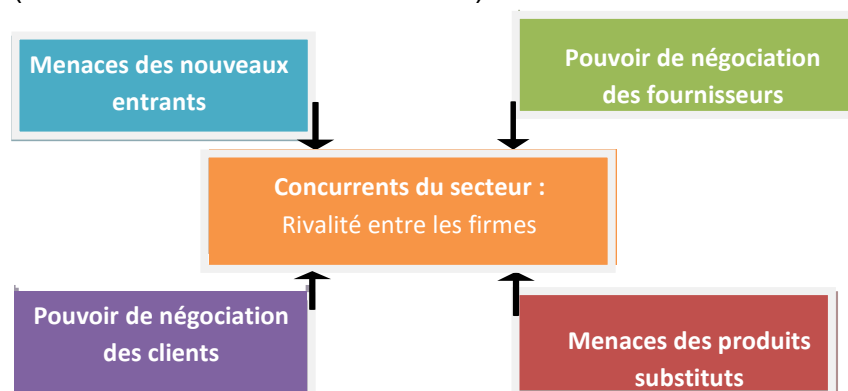 Menaces des nouveaux
entrants
Pouvoir de négociation
des fournisseurs
Concurrents du secteur :
Rivalité entre les firmes
Pouvoir de négociation
des clients
Menaces des produits
substituts